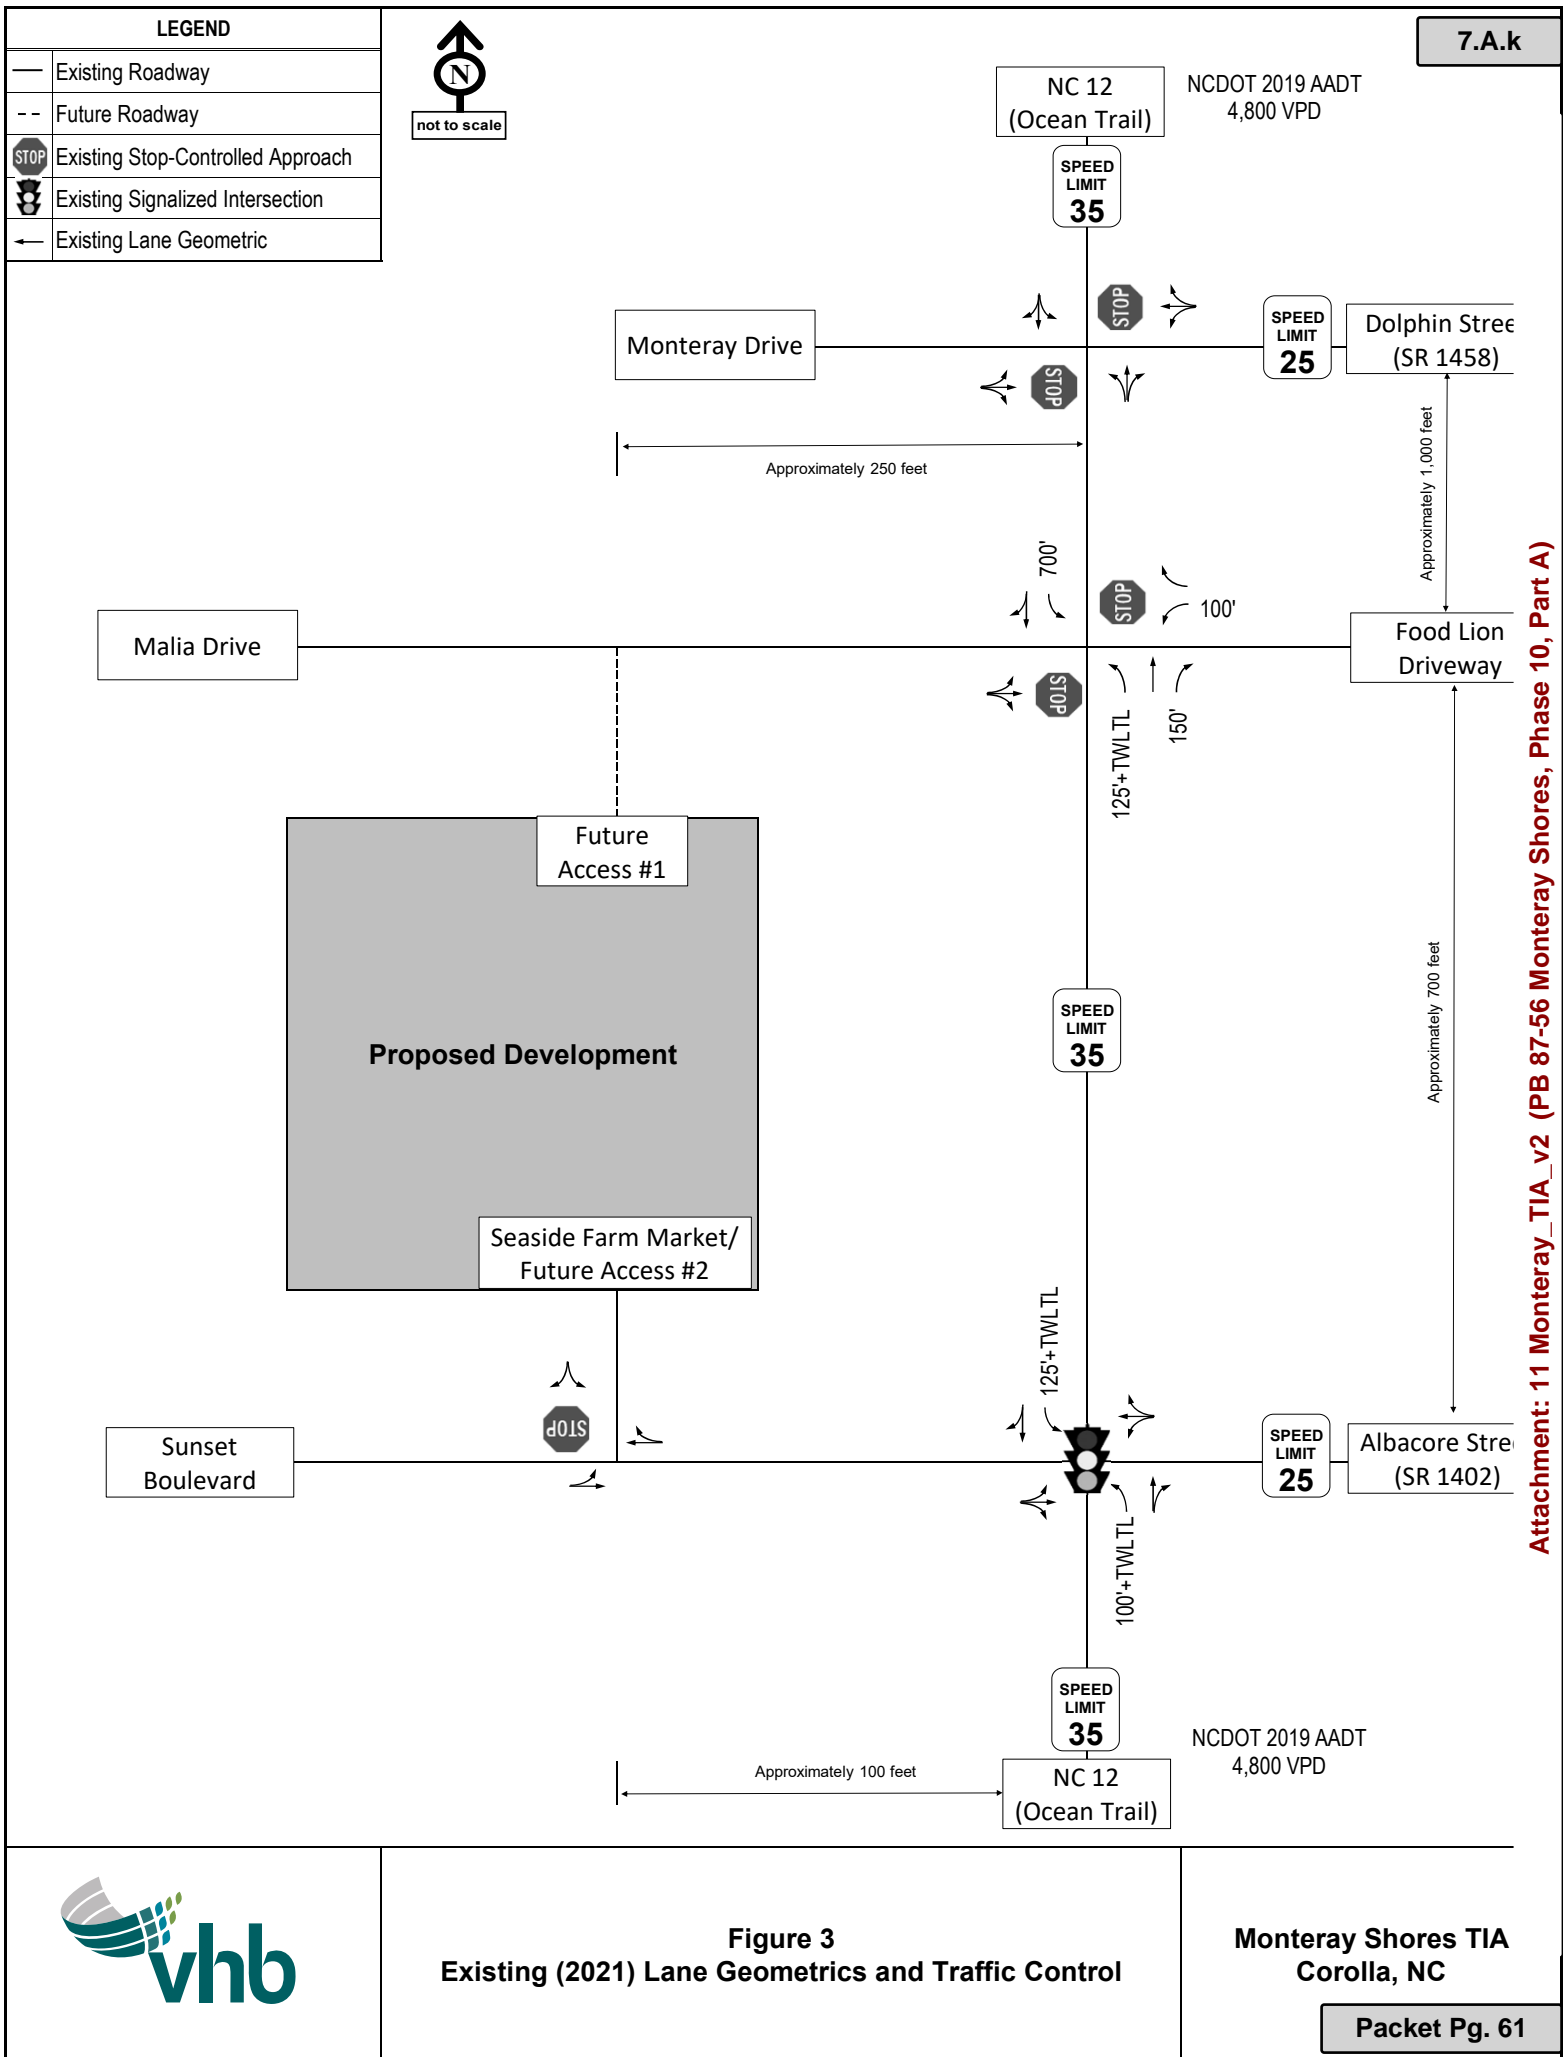 LEGEND
Existing Roadway
Future Roadway
STOP Existing Stop-Controlled Approach
Existing Signalized Intersection
Existing Lane Geometric
N
not to scale
7.A.k
NC 12
(Ocean Trail)
NCDOT 2019 AADT
4,800 VPD
SPEED
LIMIT
35
STOP
Monteray Drive
SPEED
LIMIT
25
Dolphin Stree
(SR 1458)
STOP
Approximately 250 feet
Approximately 1,000 feet
700'
STOP
100'
Malia Drive
Food Lion
Driveway
STOP
125'+TWLTL
150'
Future
Access #1
Proposed Development
SPEED
LIMIT
35
Approximately 700 feet
Seaside Farm Market/
Future Access #2
125'+TWLTL
STOP
Sunset
Boulevard
SPEED
LIMIT
25
Albacore Stre
(SR 1402)
100'+TWLTL
SPEED
LIMIT
35
NCDOT 2019 AADT
4,800 VPD
Approximately 100 feet
NC 12
(Ocean Trail)
Attachment: 11 Monteray_TIA_v2 (PB 87-56 Monteray Shores, Phase 10, Part A)
vhb
Figure 3
Existing (2021) Lane Geometrics and Traffic Control
Monteray Shores TIA
Corolla, NC
Packet Pg. 61